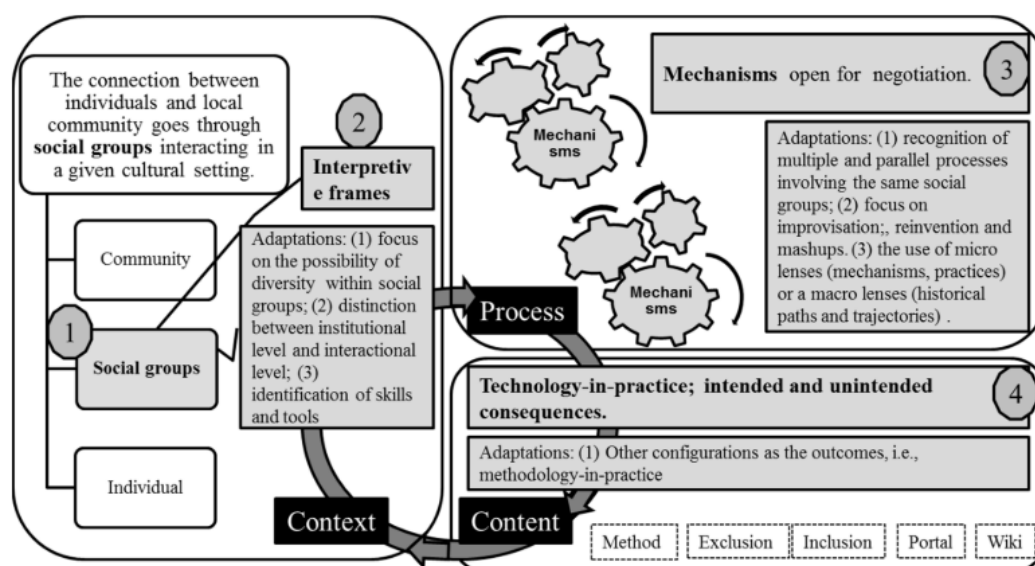 The connection between
individuals and local
community goes through
social groups interacting in
a given cultural setting.
2
Interpretiv
e frames
Community
1
Social groups
Individual
Adaptations: (1) focus
on the possibility of
diversity within social
groups; (2) distinction
between institutional
level and interactional
level; (3)
identification of skills
and tools
Context
Mechani
sms
Mechani
sms
Process
Mechanisms open for negotiation.
3
Adaptations: (1) recognition of
multiple and parallel processes
involving the same social
groups; (2) focus on
improvisation;, reinvention and
mashups. (3) the use of micro
lenses (mechanisms, practices)
or a macro lenses (historical
paths and trajectories) .
Technology-in-practice; intended and unintended
consequences.
4
Adaptations: (1) Other configurations as the outcomes, i.e.,
methodology-in-practice
Content
Method
Exclusion
Inclusion
Portal
Wiki